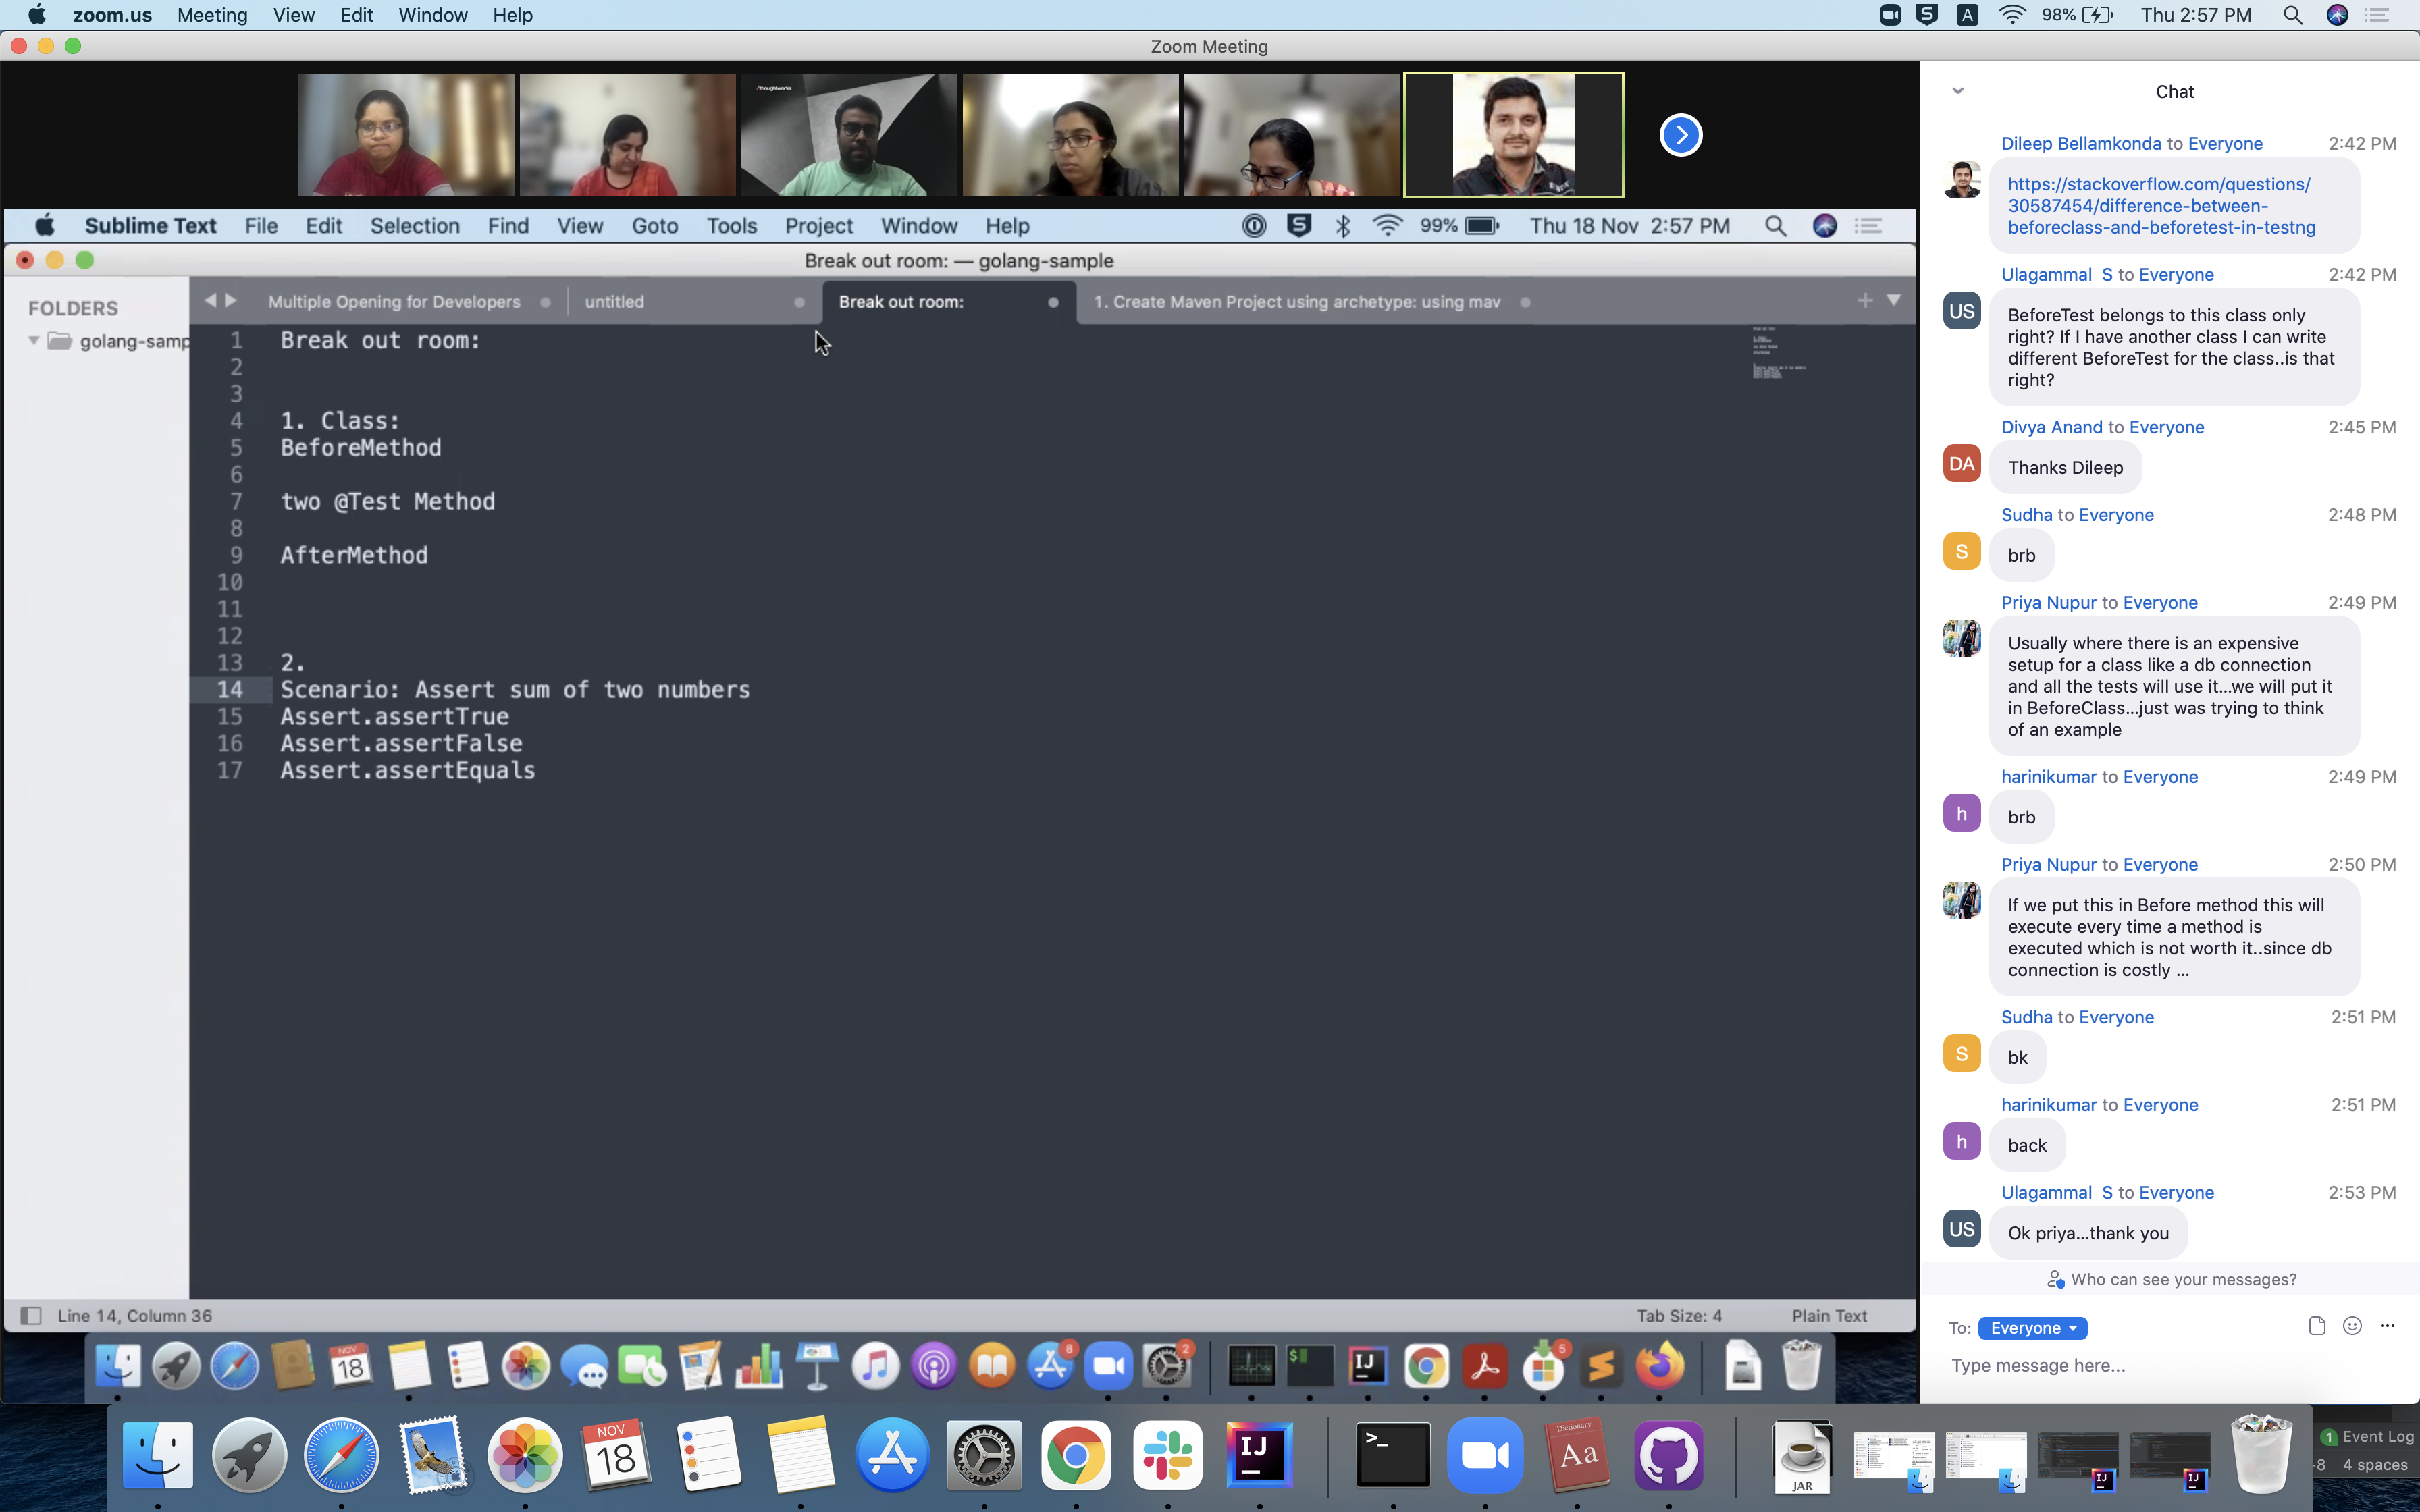 zoom.us Meeting View Edit Window Help
98% Thu 2:57 PM
Zoom Meeting
/thoughtworks
Sublime Text File Edit Selection Find View Goto Tools Project Window Help
99% Thu 18 Nov 2:57 PM
Break out room: — golang-sample
FOLDERS
golang-samp
Multiple Opening for Developers
untitled
Break out room:
1. Create Maven Project using archetype: using mav
1 Break out room:
2
3
4 1. Class:
5 BeforeMethod
6
7 two @Test Method
8
9 AfterMethod
10
11
12
13 2.
14 Scenario: Assert sum of two numbers
15 Assert.assertTrue
16 Assert.assertFalse
17 Assert.assertEquals
Line 14, Column 36
Tab Size: 4
Plain Text
Chat
Dileep Bellamkonda to Everyone 2:42 PM
https://stackoverflow.com/questions/
30587454/difference-between-
beforeclass-and-beforetest-in-testng
Ulagammal S to Everyone 2:42 PM
US
BeforeTest belongs to this class only
right? If I have another class I can write
different BeforeTest for the class..is that
right?
Divya Anand to Everyone 2:45 PM
DA
Thanks Dileep
Sudha to Everyone 2:48 PM
S
brb
Priya Nupur to Everyone 2:49 PM
Usually where there is an expensive
setup for a class like a db connection
and all the tests will use it...we will put it
in BeforeClass...just was trying to think
of an example
harinikumar to Everyone 2:49 PM
h
brb
Priya Nupur to Everyone 2:50 PM
If we put this in Before method this will
execute every time a method is
executed which is not worth it..since db
connection is costly ...
Sudha to Everyone 2:51 PM
S
bk
harinikumar to Everyone 2:51 PM
h
back
Ulagammal S to Everyone 2:53 PM
US
Ok priya...thank you
Who can see your messages?
To: Everyone
Type message here...
NOV
18
8
2
$
IJ
5
NOV
18
IJ
>_
Dictionary
Aa
JAR
IJ
IJ
1 Event Log
-8 4 spaces